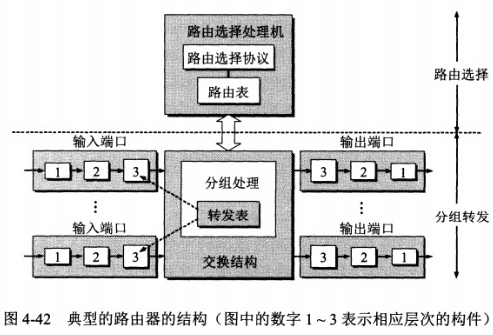 路由选择处理机
路由选择协议
路由表
路由选择
输入端口
输出端口
1 2 3
3 2 1
分组处理
转发表
交换结构
⋮
⋮
分组转发
输入端口
输出端口
1 2 3
3 2 1
图 4-42 典型的路由器的结构（图中的数字 1～3 表示相应层次的构件）